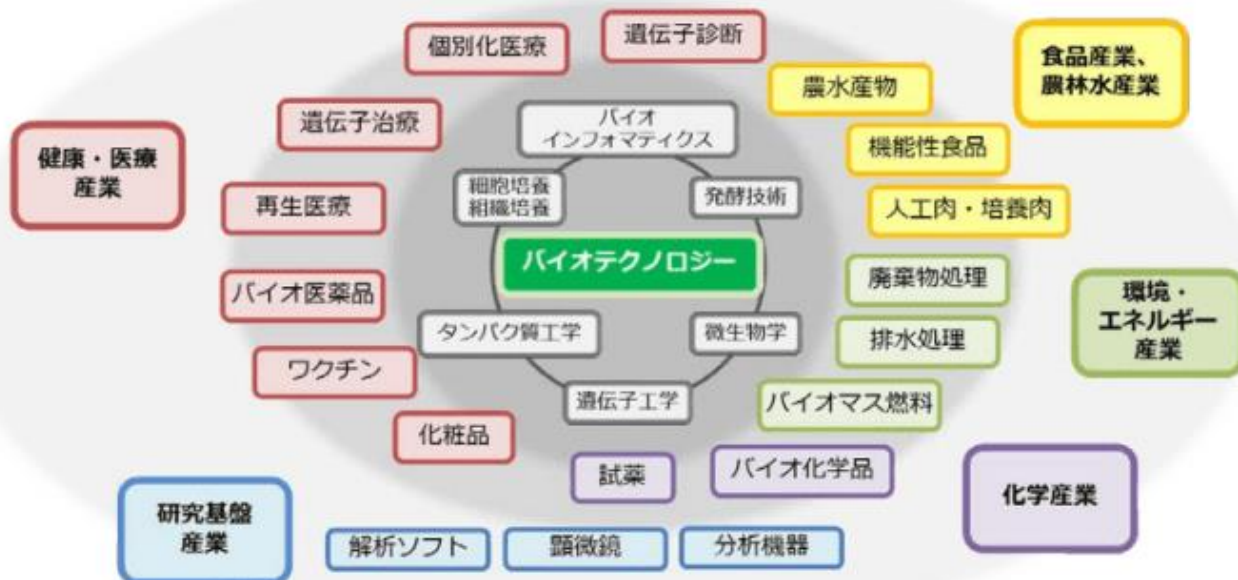 個別化医療
遺伝子診断
食品産業、
農林水産業
農水産物
遺伝子治療
バイオ
インフォマティクス
機能性食品
健康・医療
産業
細胞培養
組織培養
発酵技術
再生医療
人工肉・培養肉
バイオテクノロジー
廃棄物処理
バイオ医薬品
環境・
エネルギー
産業
タンパク質工学
微生物学
排水処理
ワクチン
遺伝子工学
バイオマス燃料
化粧品
試薬
バイオ化学品
化学産業
研究基盤
産業
解析ソフト
顕微鏡
分析機器